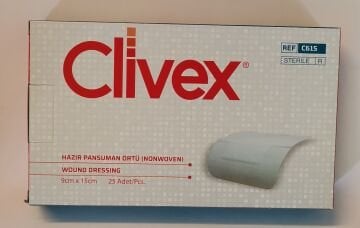 Clivex®
REF C615
STERILE R
HAZIR PANSUMAN ÖRTÜ (NONWOVEN)
WOUND DRESSING
9cm x 15cm 25 Adet/Pcs.